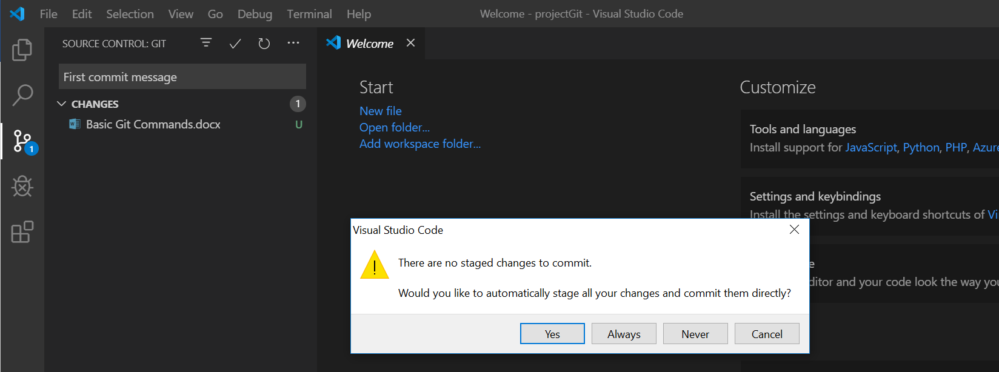 File Edit Selection View Go Debug Terminal Help
Welcome - projectGit - Visual Studio Code
SOURCE CONTROL: GIT
First commit message
CHANGES
1
Basic Git Commands.docx
U
1
Welcome
Start
New file
Open folder...
Add workspace folder...
Customize
Tools and languages
Install support for JavaScript, Python, PHP, Azure
Settings and keybindings
Install the settings and keyboard shortcuts of Vi
e
ditor and your code look the way you
Visual Studio Code
There are no staged changes to commit.
Would you like to automatically stage all your changes and commit them directly?
Yes
Always
Never
Cancel